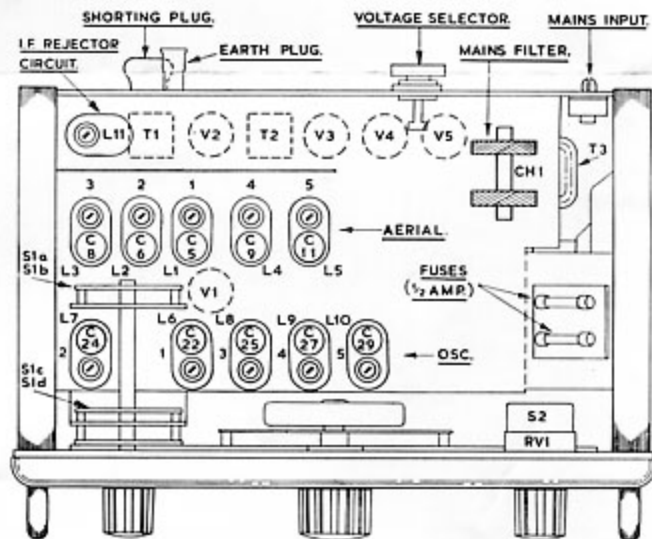 SHORTING PLUG.
VOLTAGE SELECTOR.
MAINS INPUT.
I.F. REJECTOR
CIRCUIT.
EARTH PLUG.
MAINS FILTER.
L11 T1 V2 T2 V3 V4 V5
T3
CH1
3 2 1 4 5
C8 C6 C5 C9 C11
AERIAL.
S1a
S1b
L3 L2 L1 L4 L5
V1
FUSES
(1/2 AMP.)
L7 L6 L8 L9 L10
C24 C22 C25 C27 C29
2 1 3 4 5
OSC.
S1c
S1d
S2
RV1